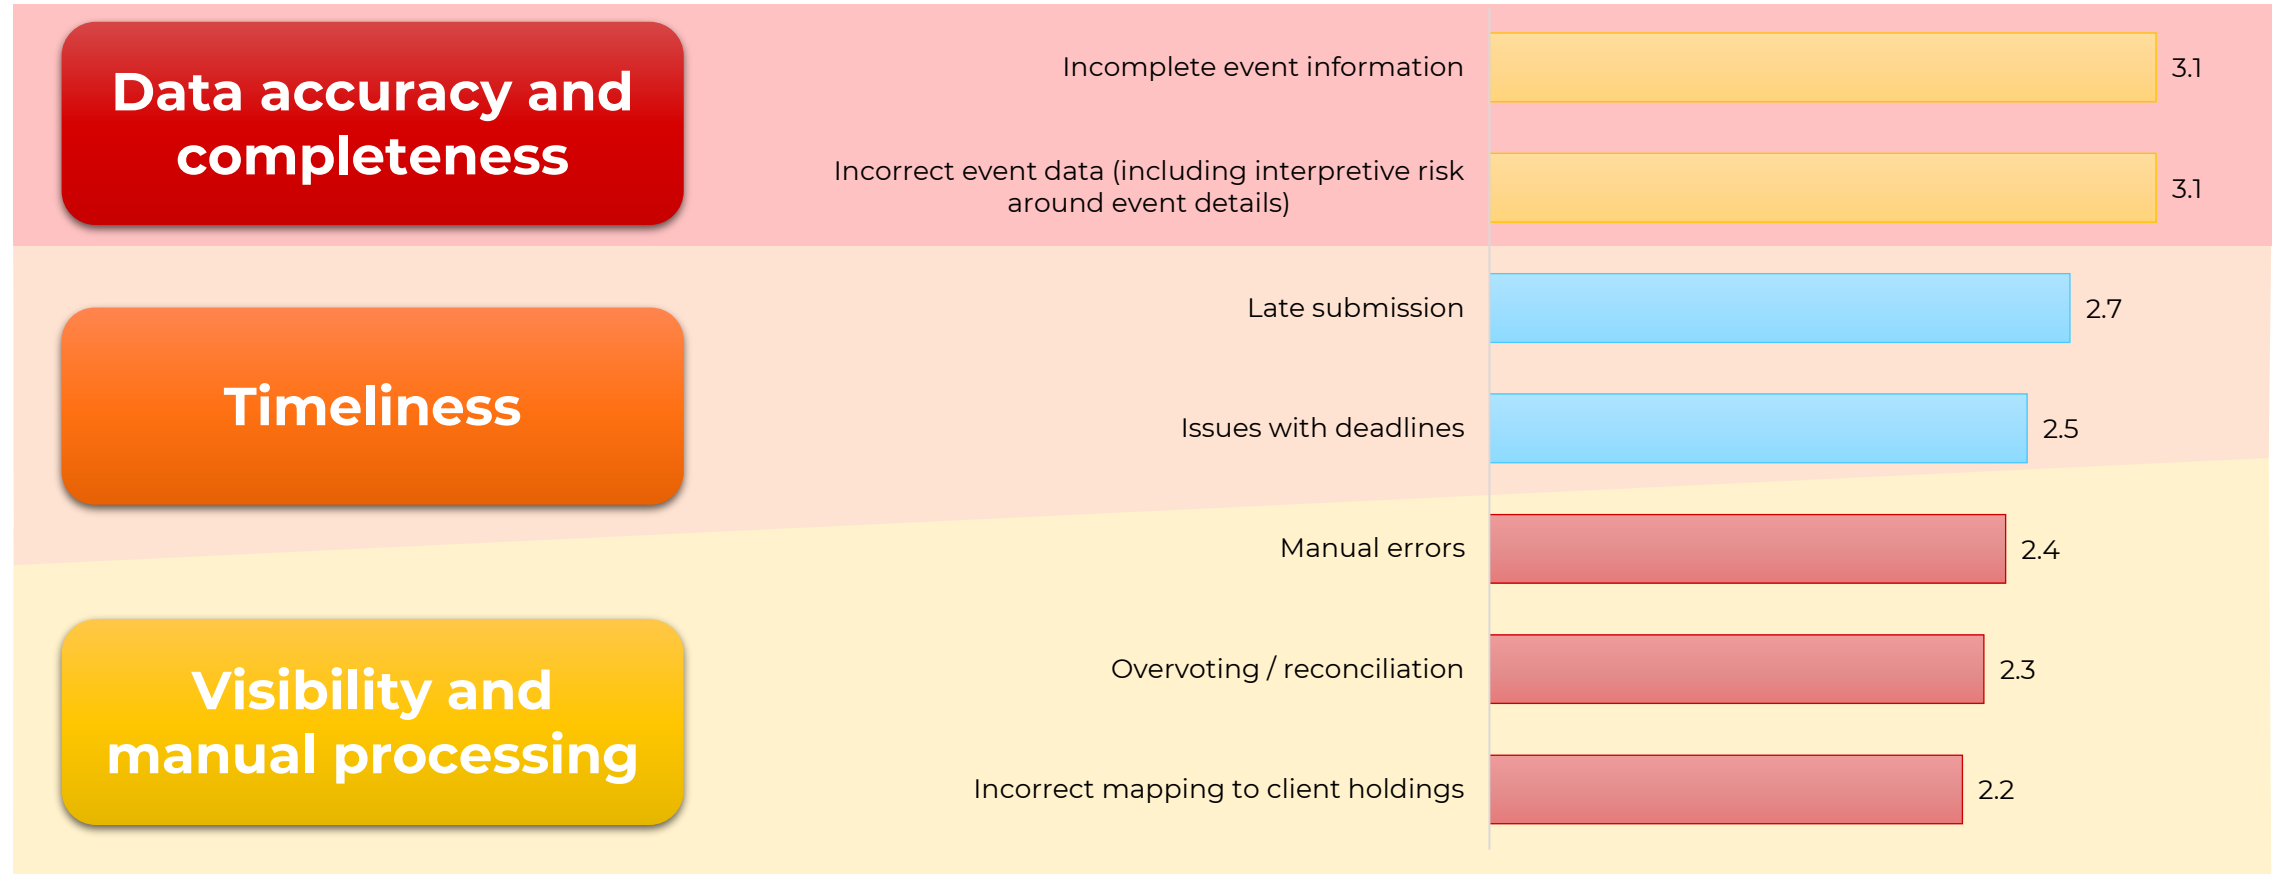 Data accuracy and
completeness
Incomplete event information
3.1
Incorrect event data (including interpretive risk
around event details)
3.1
Timeliness
Late submission
2.7
Issues with deadlines
2.5
Visibility and
manual processing
Manual errors
2.4
Overvoting / reconciliation
2.3
Incorrect mapping to client holdings
2.2